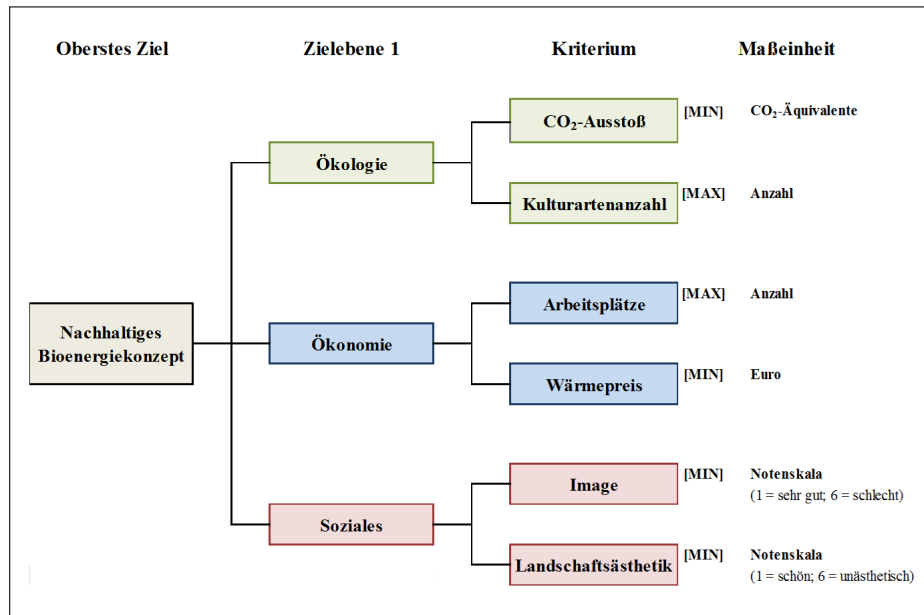 Oberstes Ziel
Zielebene 1
Kriterium
Maßeinheit
Nachhaltiges
Bioenergiekonzept
Ökologie
CO₂-Ausstoß
[MIN]
CO₂-Äquivalente
Kulturartenanzahl
[MAX]
Anzahl
Ökonomie
Arbeitsplätze
[MAX]
Anzahl
Wärmepreis
[MIN]
Euro
Soziales
Image
[MIN]
Notenskala
(1 = sehr gut; 6 = schlecht)
Landschaftsästhetik
[MIN]
Notenskala
(1 = schön; 6 = unästhetisch)